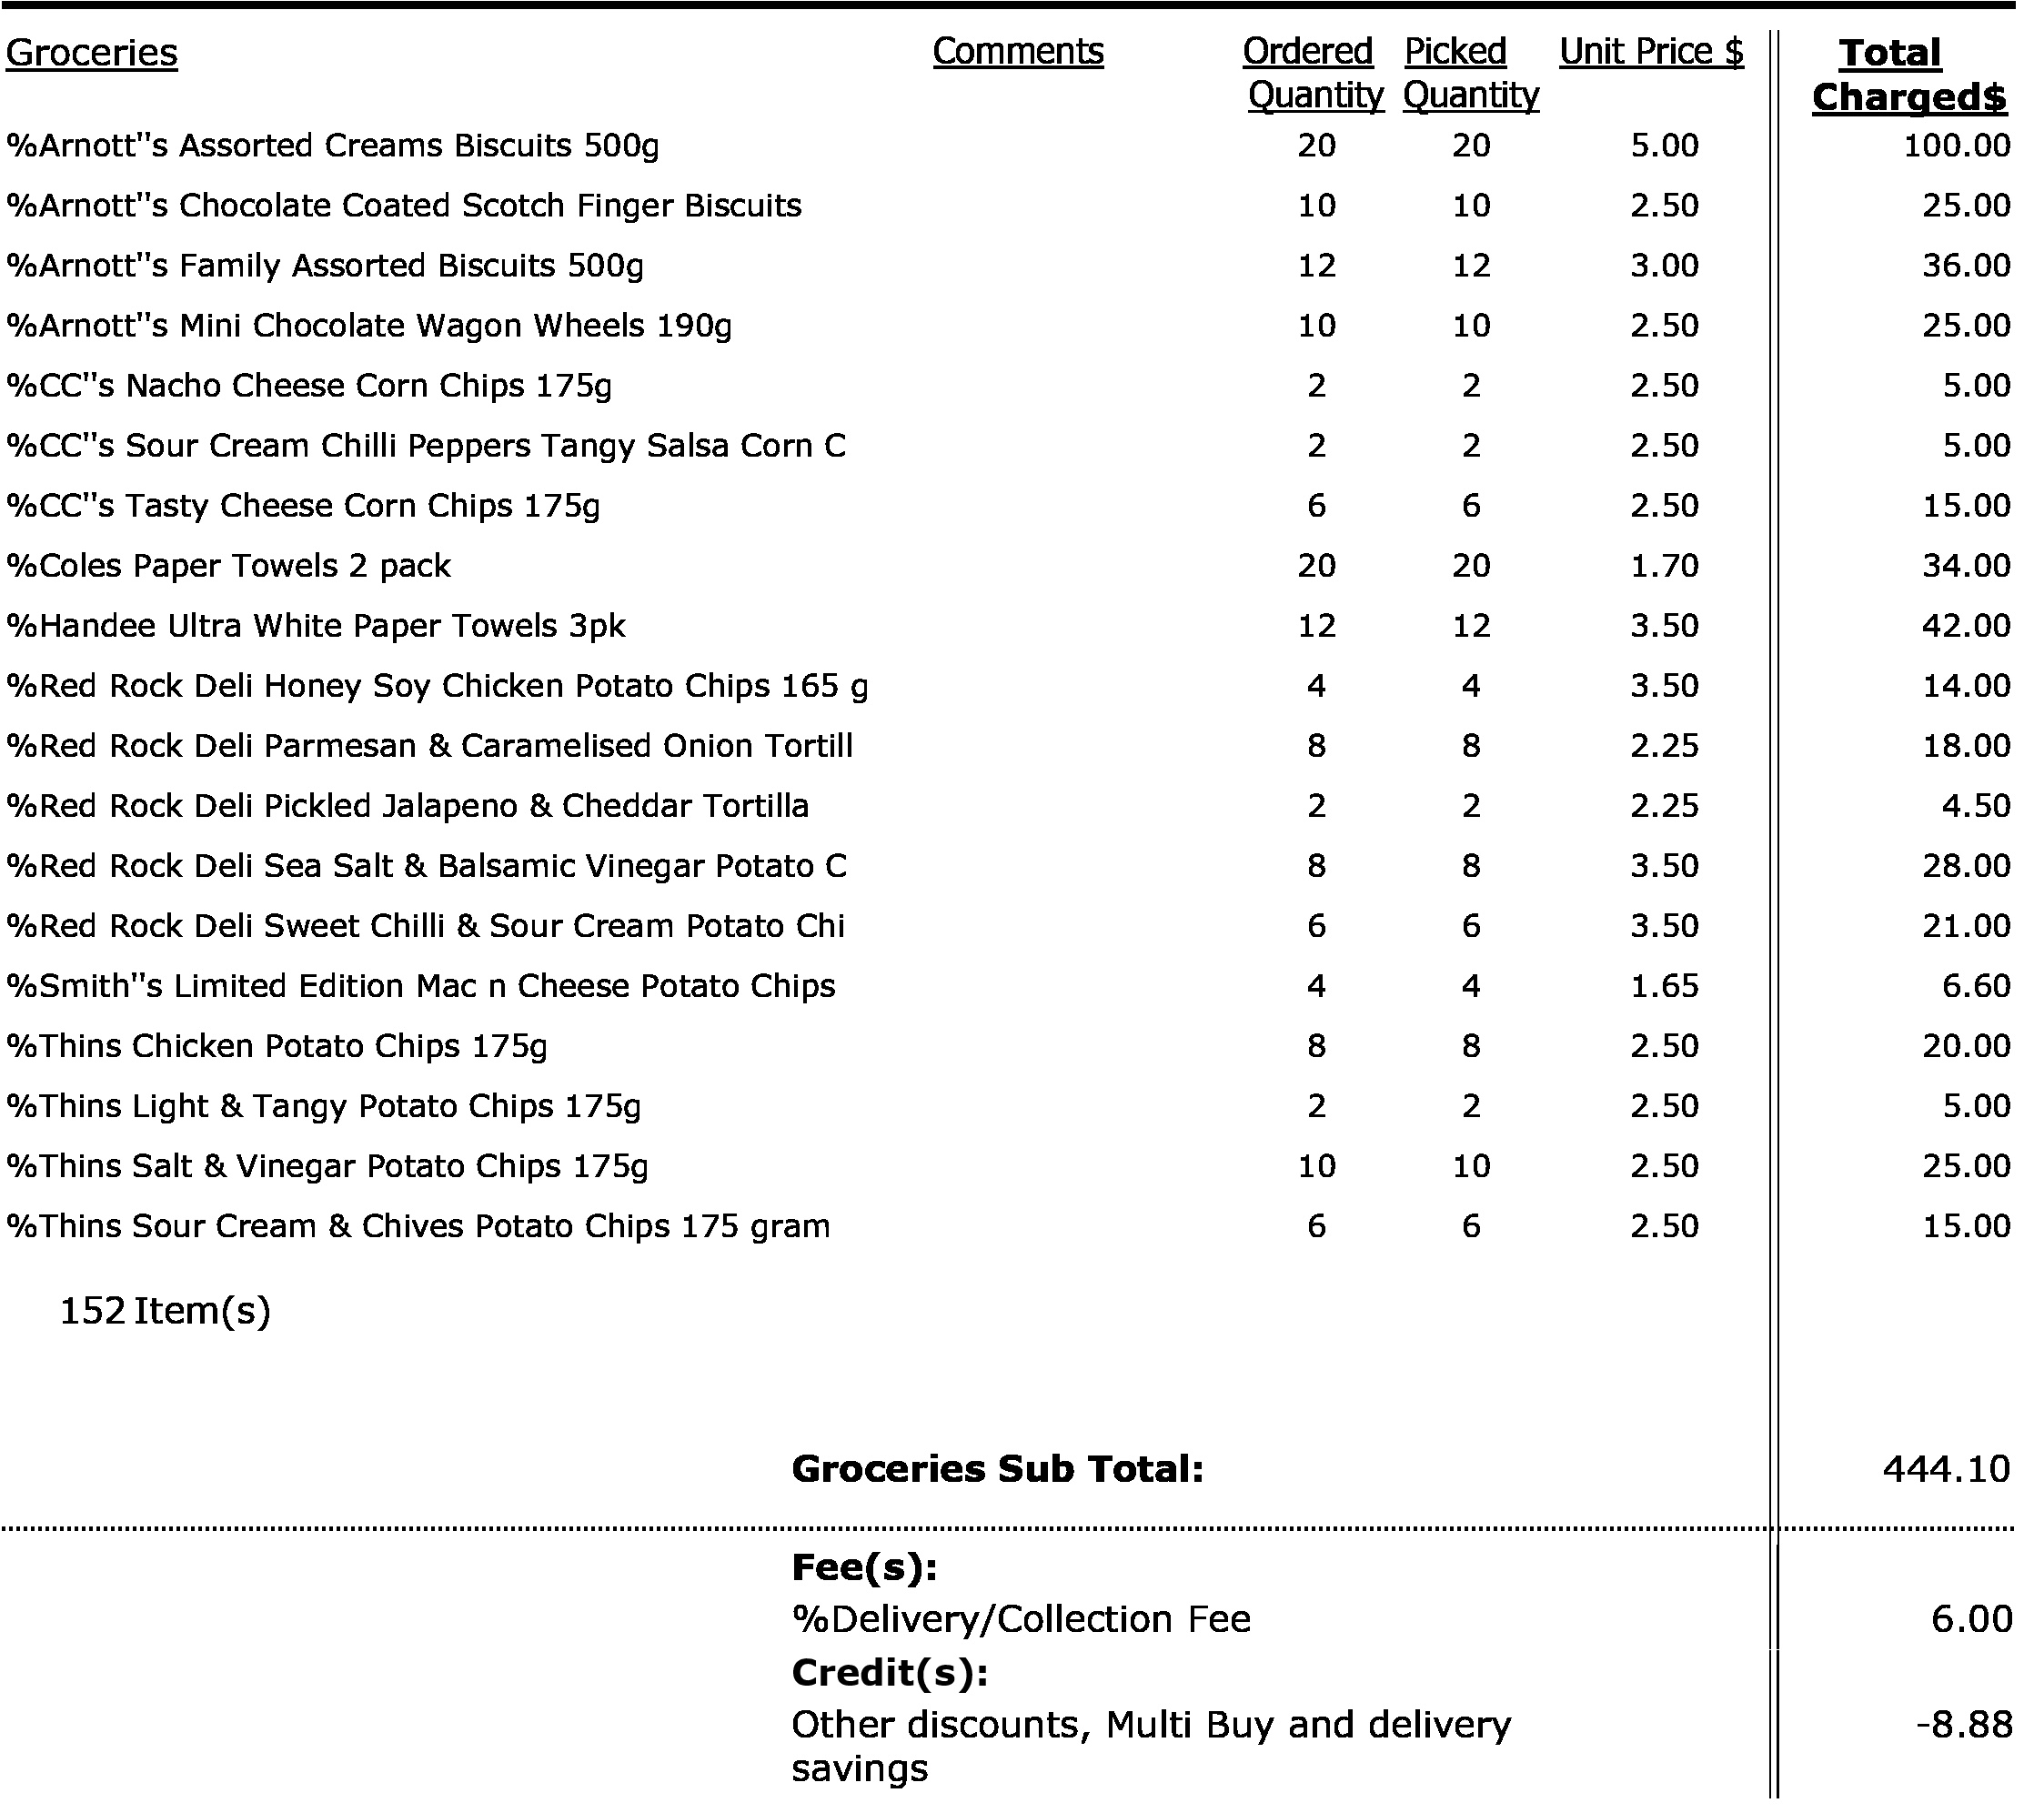 Groceries Comments Ordered Quantity Picked Quantity Unit Price $ Total Charged$
%Arnott"s Assorted Creams Biscuits 500g 20 20 5.00 100.00
%Arnott"s Chocolate Coated Scotch Finger Biscuits 10 10 2.50 25.00
%Arnott"s Family Assorted Biscuits 500g 12 12 3.00 36.00
%Arnott"s Mini Chocolate Wagon Wheels 190g 10 10 2.50 25.00
%CC"s Nacho Cheese Corn Chips 175g 2 2 2.50 5.00
%CC"s Sour Cream Chilli Peppers Tangy Salsa Corn C 2 2 2.50 5.00
%CC"s Tasty Cheese Corn Chips 175g 6 6 2.50 15.00
%Coles Paper Towels 2 pack 20 20 1.70 34.00
%Handee Ultra White Paper Towels 3pk 12 12 3.50 42.00
%Red Rock Deli Honey Soy Chicken Potato Chips 165 g 4 4 3.50 14.00
%Red Rock Deli Parmesan & Caramelised Onion Tortill 8 8 2.25 18.00
%Red Rock Deli Pickled Jalapeno & Cheddar Tortilla 2 2 2.25 4.50
%Red Rock Deli Sea Salt & Balsamic Vinegar Potato C 8 8 3.50 28.00
%Red Rock Deli Sweet Chilli & Sour Cream Potato Chi 6 6 3.50 21.00
%Smith"s Limited Edition Mac n Cheese Potato Chips 4 4 1.65 6.60
%Thins Chicken Potato Chips 175g 8 8 2.50 20.00
%Thins Light & Tangy Potato Chips 175g 2 2 2.50 5.00
%Thins Salt & Vinegar Potato Chips 175g 10 10 2.50 25.00
%Thins Sour Cream & Chives Potato Chips 175 gram 6 6 2.50 15.00
152 Item(s)
Groceries Sub Total: 444.10
Fee(s):
%Delivery/Collection Fee 6.00
Credit(s):
Other discounts, Multi Buy and delivery -8.88
savings